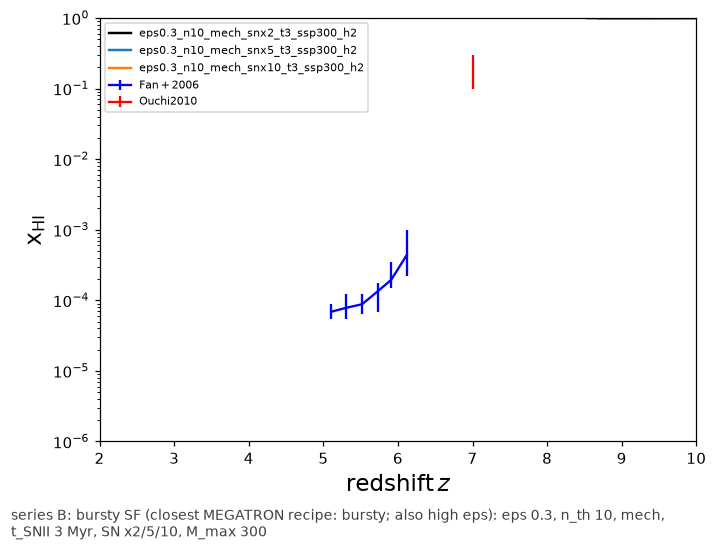 eps0.3_n10_mech_snx2_t3_ssp300_h2
eps0.3_n10_mech_snx5_t3_ssp300_h2
eps0.3_n10_mech_snx10_t3_ssp300_h2
Fan+2006
Ouchi2010
10⁰
10⁻¹
10⁻²
10⁻³
10⁻⁴
10⁻⁵
10⁻⁶
x_HI
2 3 4 5 6 7 8 9 10
redshift z
series B: bursty SF (closest MEGATRON recipe: bursty; also high eps): eps 0.3, n_th 10, mech,
t_SNII 3 Myr, SN x2/5/10, M_max 300